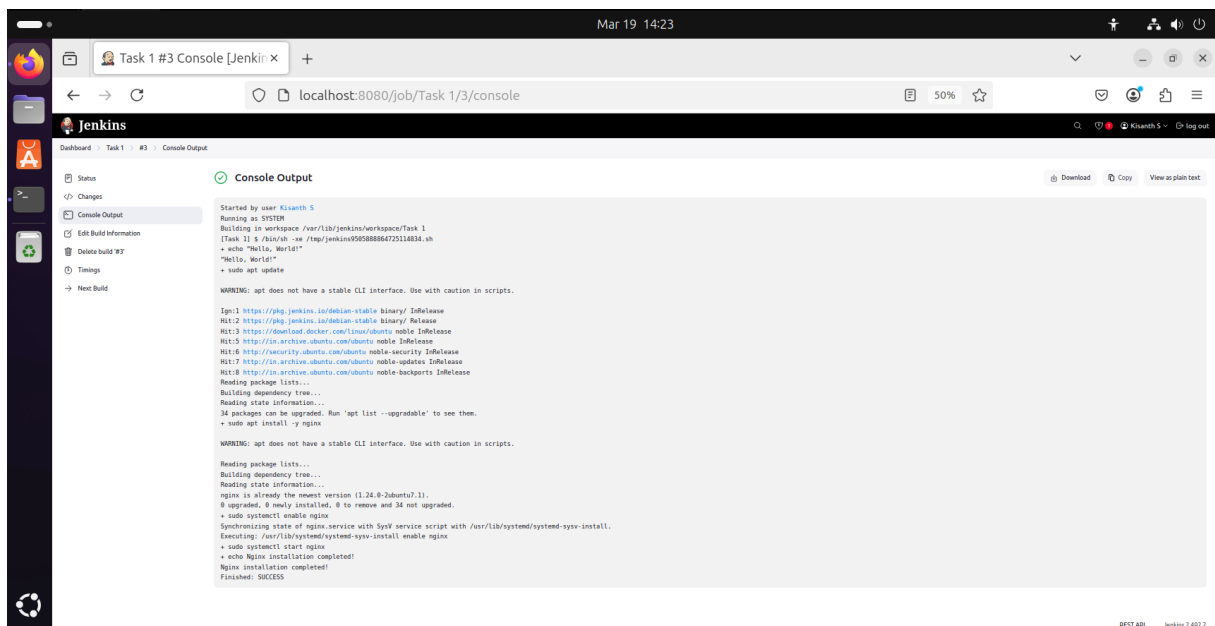 Mar 19 14:23
Task 1 #3 Console [Jenkin
localhost:8080/job/Task 1/3/console
50%
Jenkins
1
Kisanth S
log out
Dashboard > Task 1 > #3 > Console Output
Status
Changes
Console Output
Edit Build Information
Delete build '#3'
Timings
Next Build
Console Output
Download
Copy
View as plain text
Started by user Kisanth S
Running as SYSTEM
Building in workspace /var/lib/jenkins/workspace/Task 1
[Task 1] $ /bin/sh -xe /tmp/jenkins9505888864725114834.sh
+ echo “Hello, World!”
“Hello, World!”
+ sudo apt update
WARNING: apt does not have a stable CLI interface. Use with caution in scripts.
Ign:1 https://pkg.jenkins.io/debian-stable binary/ InRelease
Hit:2 https://pkg.jenkins.io/debian-stable binary/ Release
Hit:3 https://download.docker.com/linux/ubuntu noble InRelease
Hit:5 http://in.archive.ubuntu.com/ubuntu noble InRelease
Hit:6 http://security.ubuntu.com/ubuntu noble-security InRelease
Hit:7 http://in.archive.ubuntu.com/ubuntu noble-updates InRelease
Hit:8 http://in.archive.ubuntu.com/ubuntu noble-backports InRelease
Reading package lists...
Building dependency tree...
Reading state information...
34 packages can be upgraded. Run 'apt list --upgradable' to see them.
+ sudo apt install -y nginx
WARNING: apt does not have a stable CLI interface. Use with caution in scripts.
Reading package lists...
Building dependency tree...
Reading state information...
nginx is already the newest version (1.24.0-2ubuntu7.1).
0 upgraded, 0 newly installed, 0 to remove and 34 not upgraded.
+ sudo systemctl enable nginx
Synchronizing state of nginx.service with SysV service script with /usr/lib/systemd/systemd-sysv-install.
Executing: /usr/lib/systemd/systemd-sysv-install enable nginx
+ sudo systemctl start nginx
+ echo Nginx installation completed!
Nginx installation completed!
Finished: SUCCESS
REST API
Jenkins 2.492.2